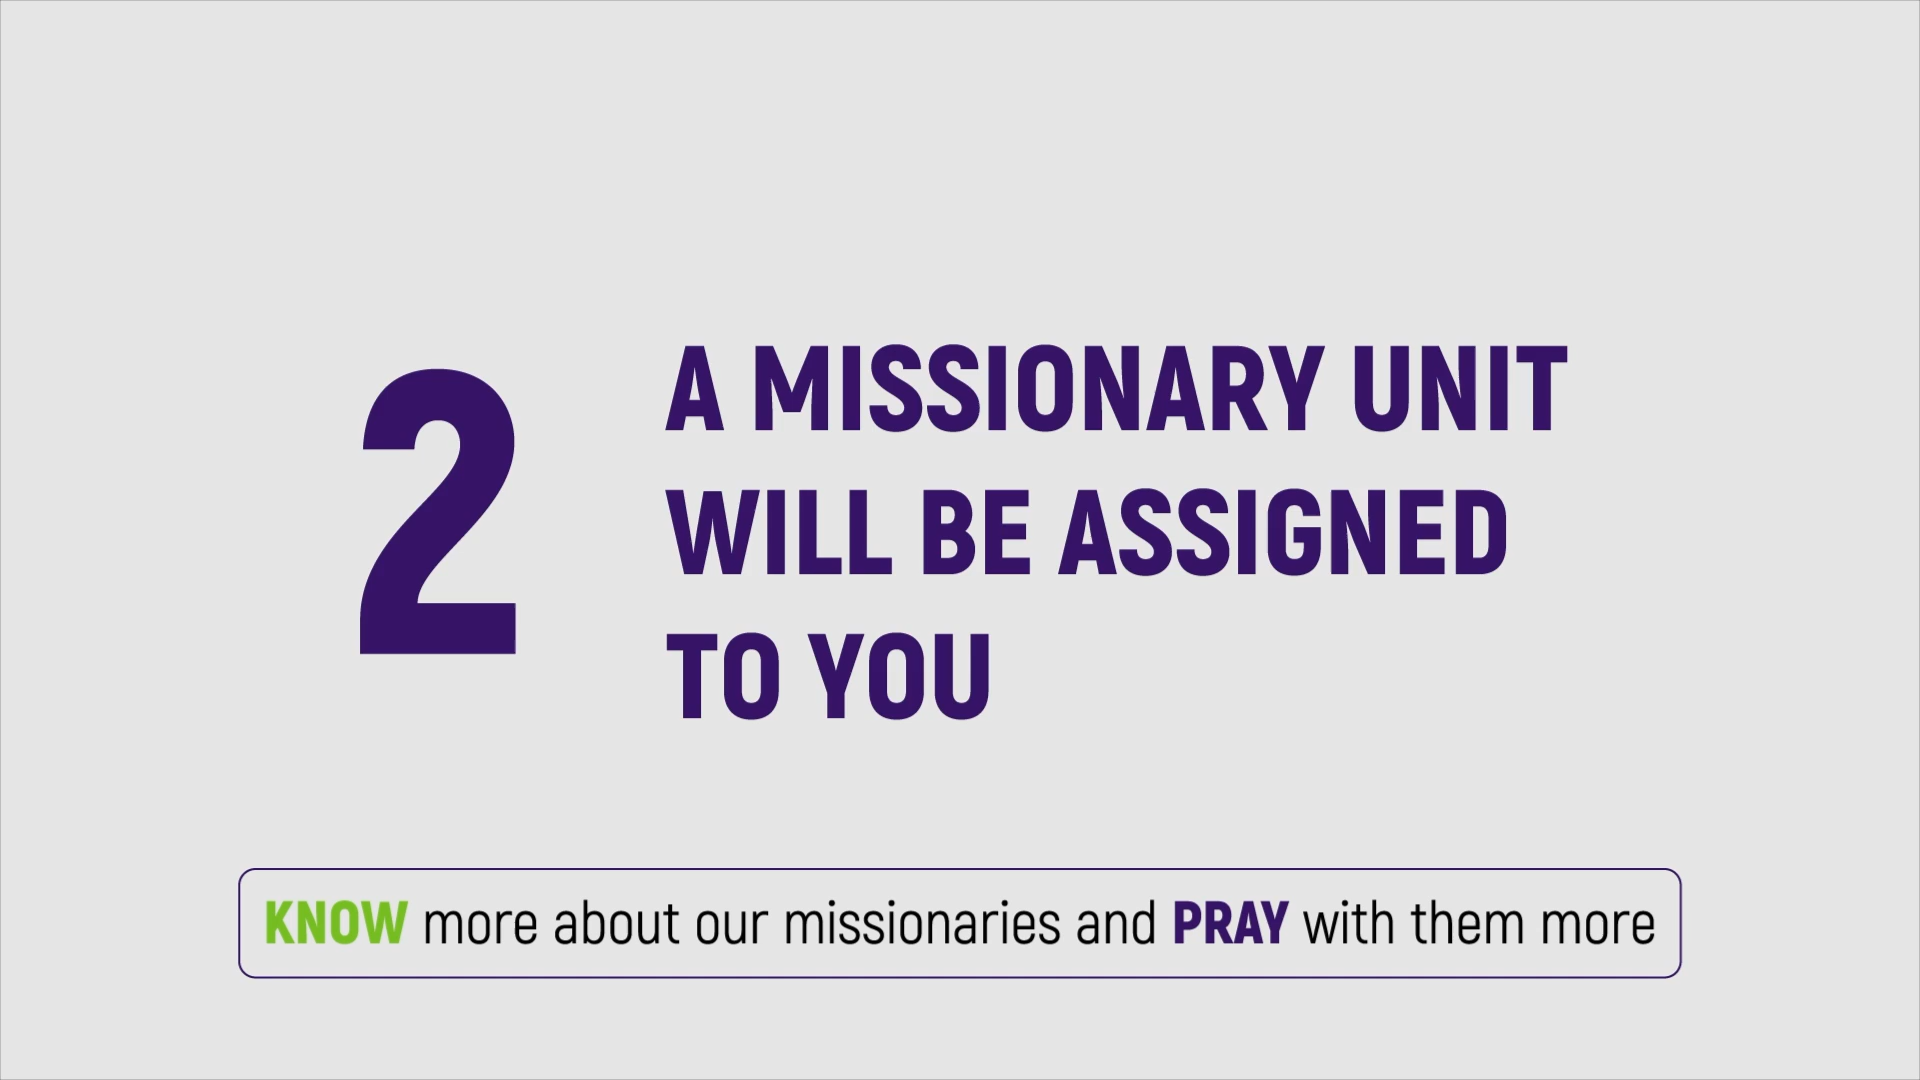 2
A MISSIONARY UNIT
WILL BE ASSIGNED
TO YOU
KNOW more about our missionaries and PRAY with them more